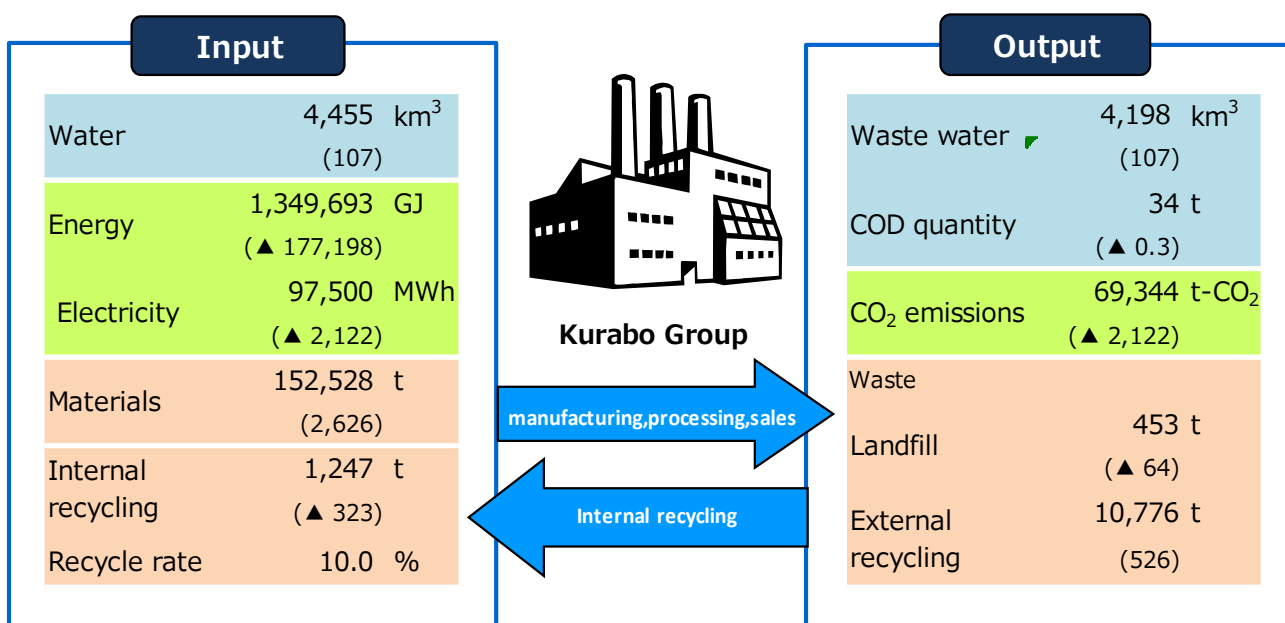 Input
Water 4,455 km³
(107)
Energy 1,349,693 GJ
(▲ 177,198)
Electricity 97,500 MWh
(▲ 2,122)
Materials 152,528 t
(2,626)
Internal recycling 1,247 t
(▲ 323)
Recycle rate 10.0 %
Kurabo Group
manufacturing,processing,sales
Internal recycling
Output
Waste water 4,198 km³
(107)
COD quantity 34 t
(▲ 0.3)
CO₂ emissions 69,344 t-CO₂
(▲ 2,122)
Waste
Landfill 453 t
(▲ 64)
External recycling 10,776 t
(526)